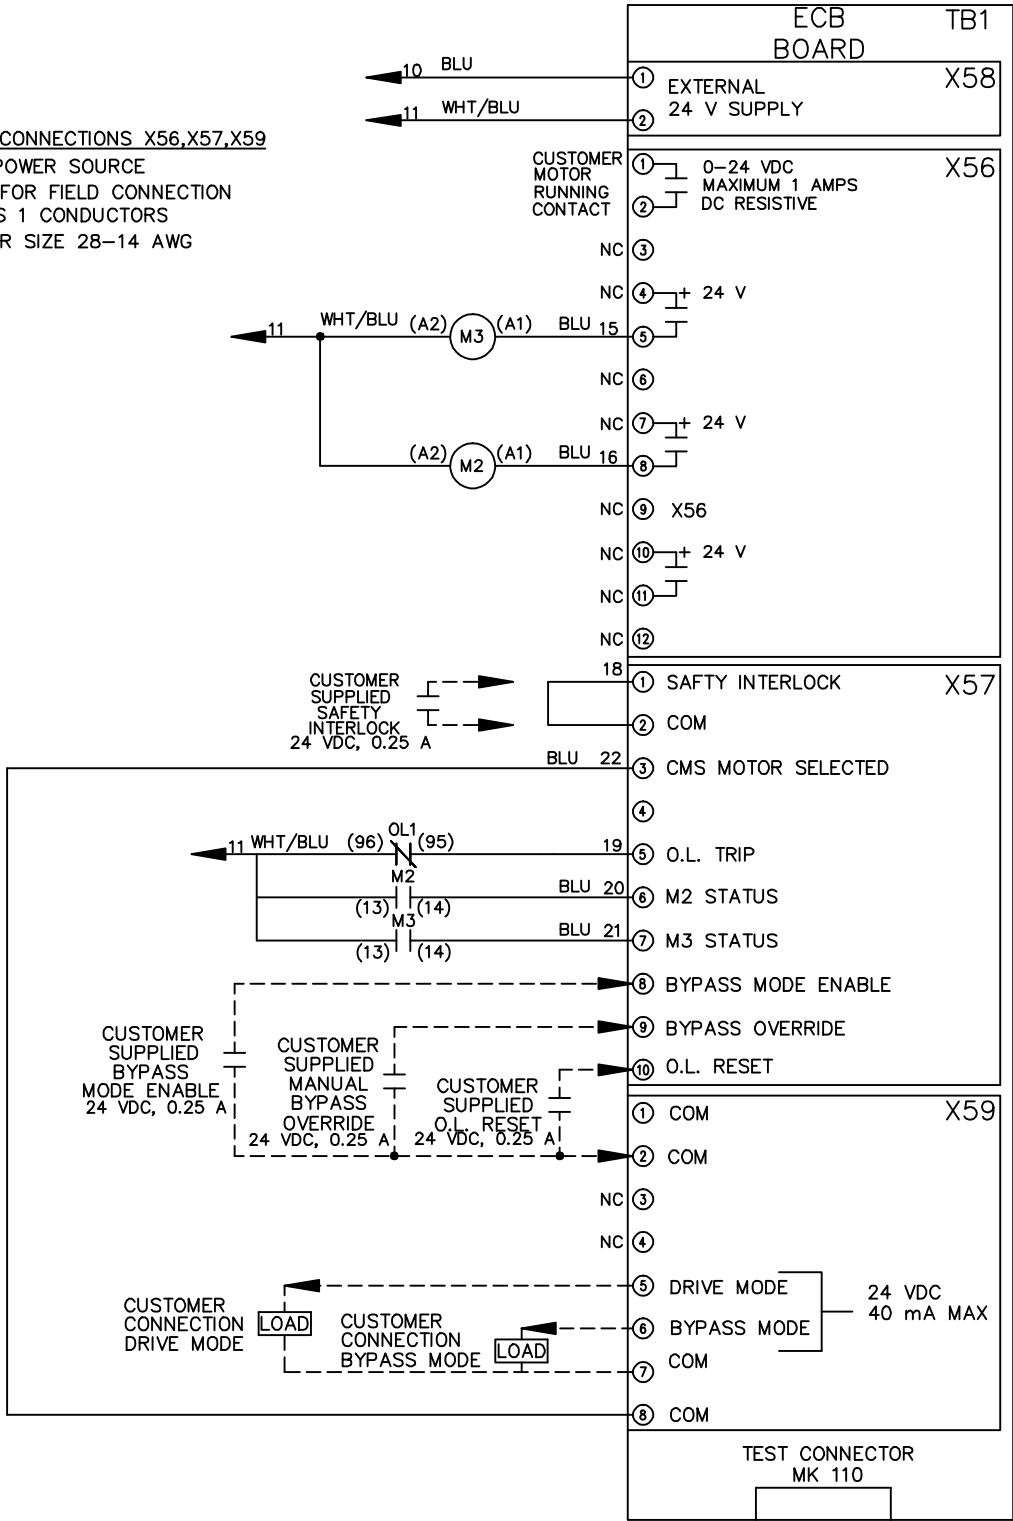 ECB TB1
BOARD
10 BLU
1 EXTERNAL X58
11 WHT/BLU
2 24 V SUPPLY
CONNECTIONS X56,X57,X59
POWER SOURCE
FOR FIELD CONNECTION
S 1 CONDUCTORS
R SIZE 28-14 AWG
CUSTOMER
MOTOR
RUNNING
CONTACT
1 0-24 VDC X56
MAXIMUM 1 AMPS
2 DC RESISTIVE
NC 3
NC 4 + 24 V
11 WHT/BLU (A2) M3 (A1) BLU 15 5
NC 6
NC 7 + 24 V
(A2) M2 (A1) BLU 16 8
NC 9 X56
NC 10 + 24 V
NC 11
NC 12
CUSTOMER
SUPPLIED
SAFETY
INTERLOCK
24 VDC, 0.25 A
18 1 SAFTY INTERLOCK X57
2 COM
BLU 22 3 CMS MOTOR SELECTED
4
11 WHT/BLU (96) OL1 (95) 19 5 O.L. TRIP
M2
(13) (14) BLU 20 6 M2 STATUS
M3
(13) (14) BLU 21 7 M3 STATUS
8 BYPASS MODE ENABLE
9 BYPASS OVERRIDE
10 O.L. RESET
CUSTOMER
SUPPLIED
BYPASS
MODE ENABLE
24 VDC, 0.25 A
CUSTOMER
SUPPLIED
MANUAL
BYPASS
OVERRIDE
24 VDC, 0.25 A
CUSTOMER
SUPPLIED
O.L. RESET
24 VDC, 0.25 A
1 COM X59
2 COM
NC 3
NC 4
5 DRIVE MODE
6 BYPASS MODE
24 VDC
40 mA MAX
7 COM
8 COM
CUSTOMER
CONNECTION
DRIVE MODE
LOAD
CUSTOMER
CONNECTION
BYPASS MODE
LOAD
TEST CONNECTOR
MK 110